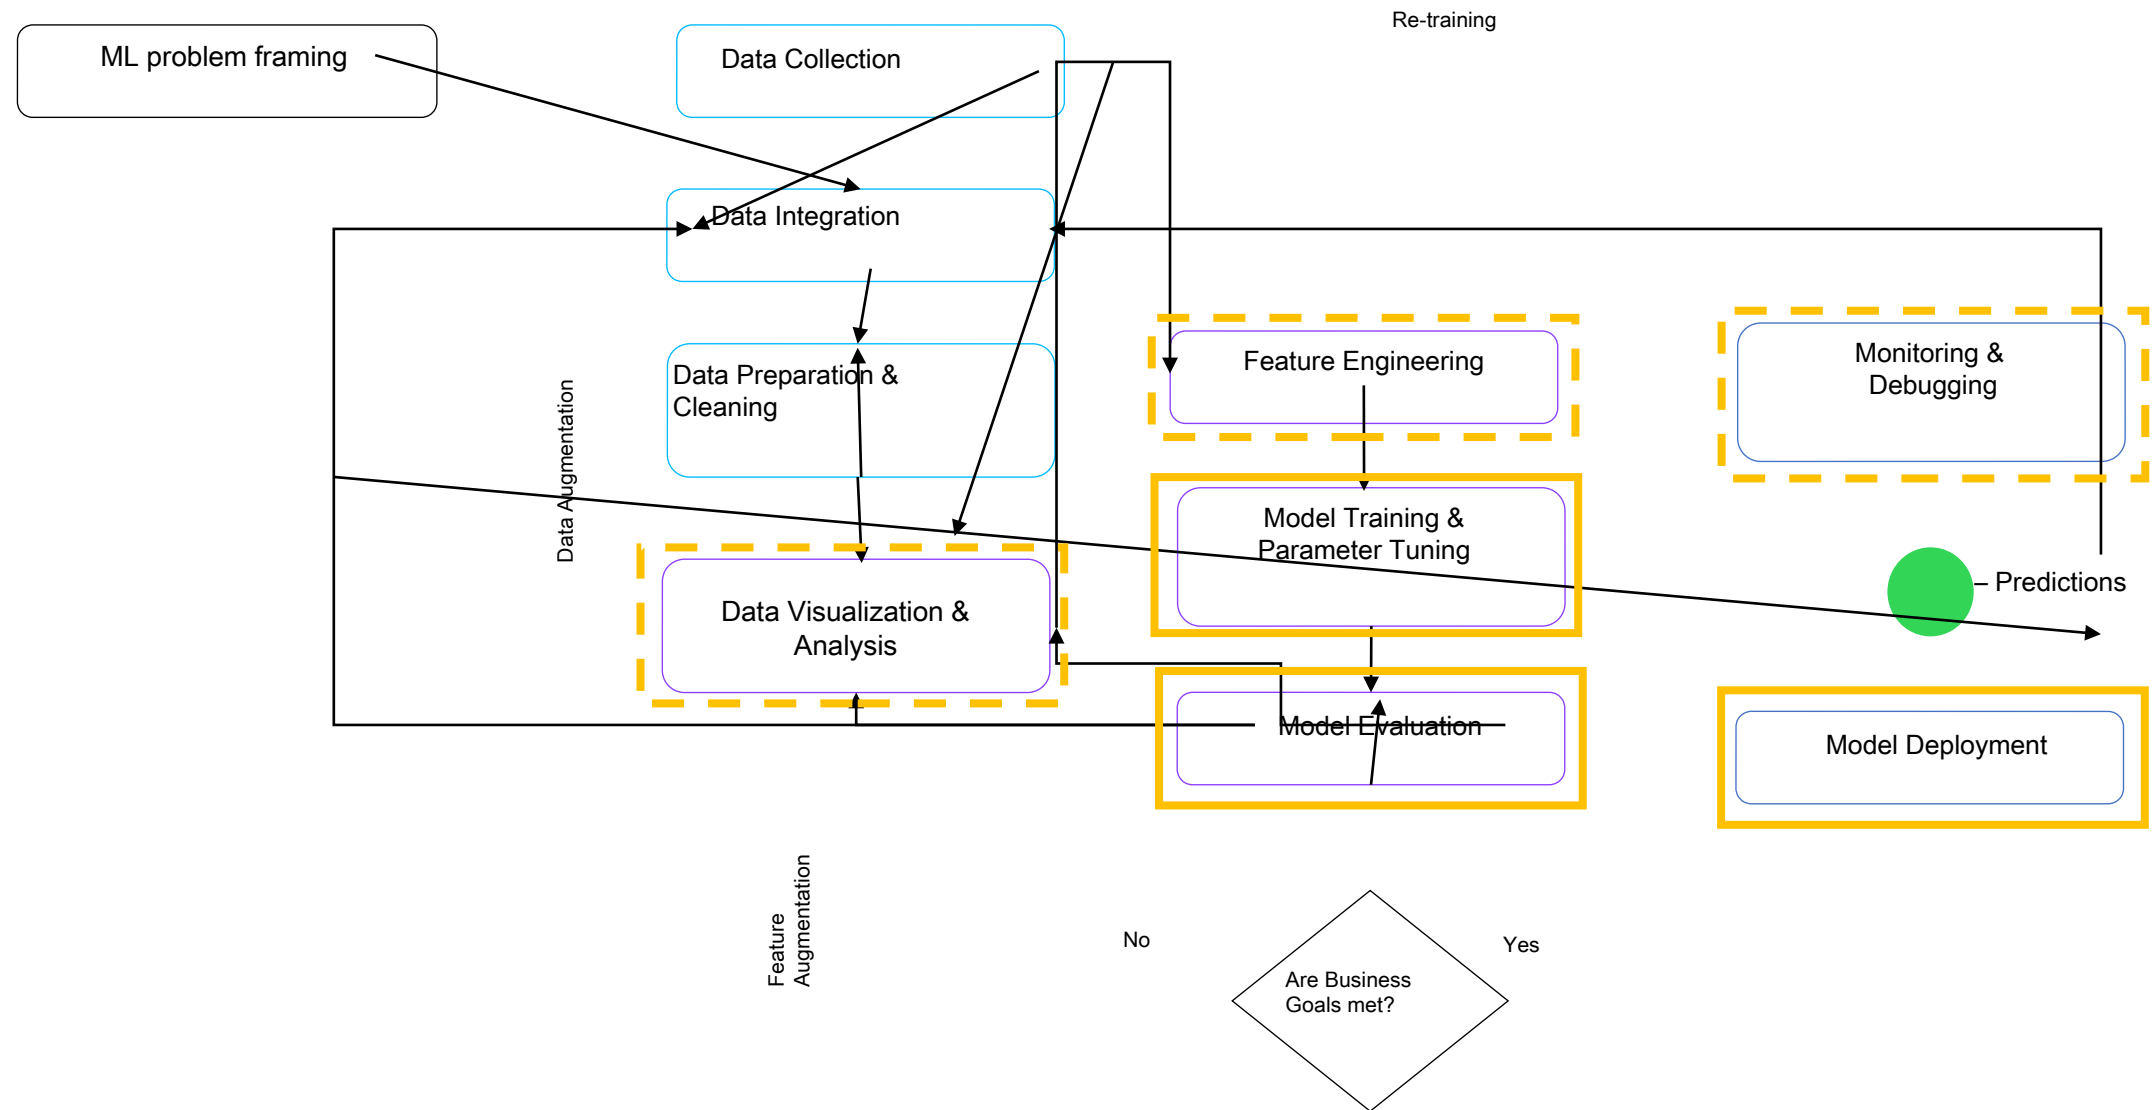 Re-training
ML problem framing
Data Collection
Data Integration
Data Preparation &
Cleaning
Feature Engineering
Monitoring &
Debugging
Data Augmentation
Model Training &
Parameter Tuning
– Predictions
Data Visualization &
Analysis
Model Evaluation
Model Deployment
Feature
Augmentation
No
Yes
Are Business
Goals met?